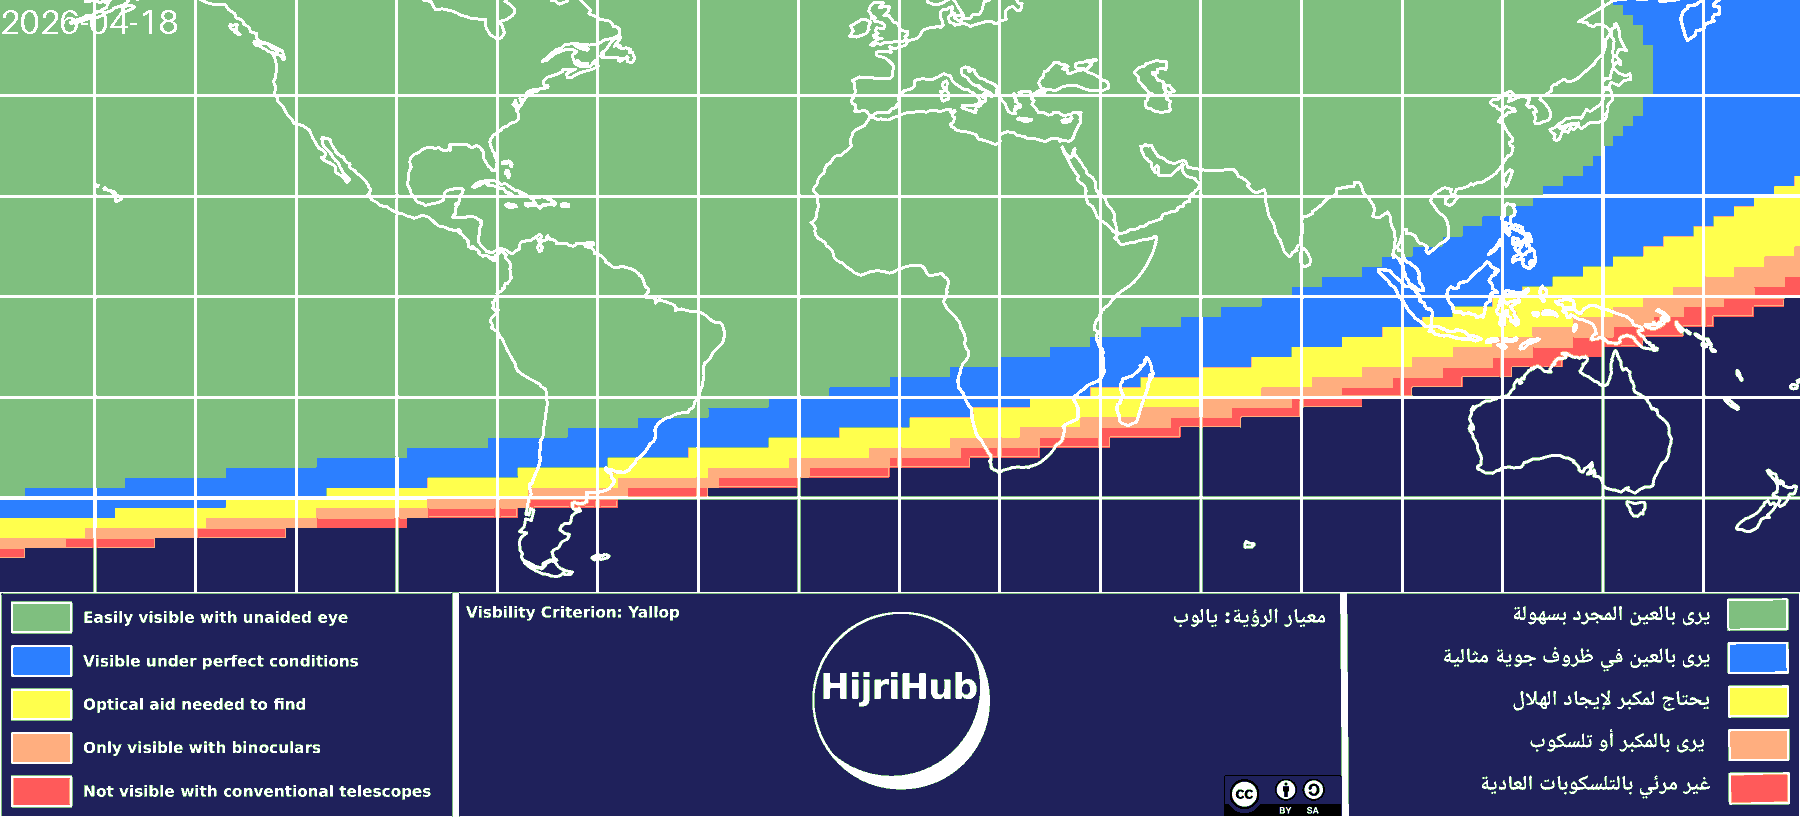 2026-04-18
Easily visible with unaided eye
Visible under perfect conditions
Optical aid needed to find
Only visible with binoculars
Not visible with conventional telescopes
Visbility Criterion: Yallop
معيار الرؤية: يالوب
HijriHub
cc
BY SA
يرى بالعين المجرد بسهولة
يرى بالعين في ظروف جوية مثالية
يحتاج لمكبر لإيجاد الهلال
يرى بالمكبر أو تلسكوب
غير مرئي بالتلسكوبات العادية